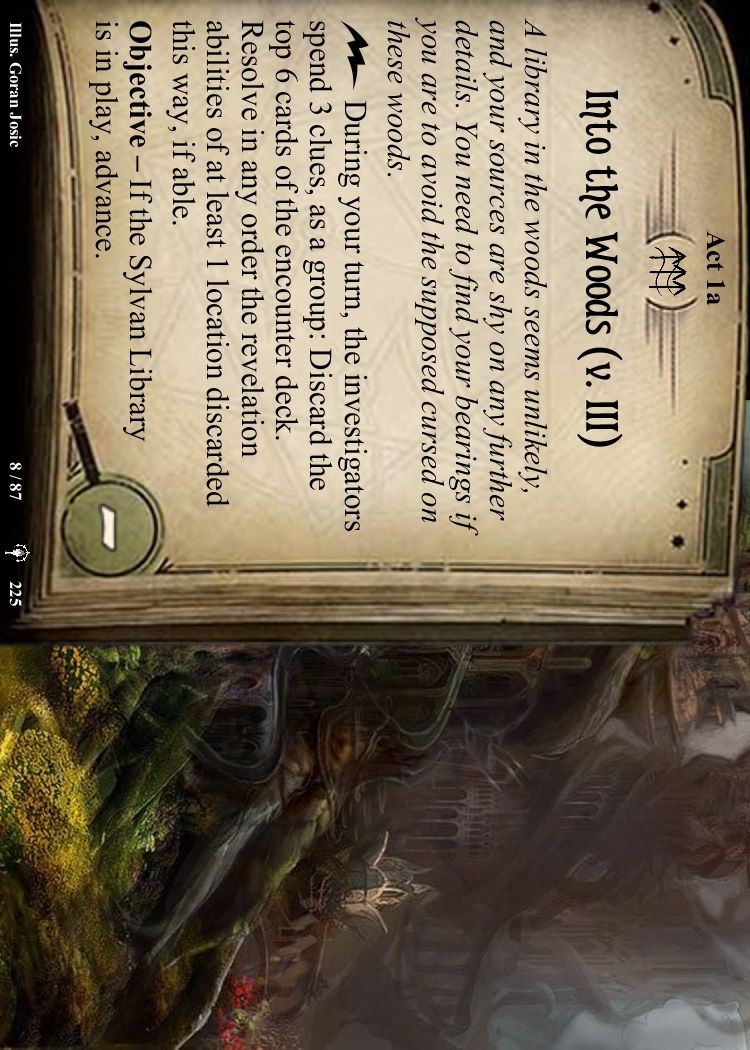 Act 1a
Into the Woods (v. III)
A library in the woods seems unlikely,
and your sources are shy on any further
details. You need to find your bearings if
you are to avoid the supposed cursed on
these woods.
During your turn, the investigators
spend 3 clues, as a group: Discard the
top 6 cards of the encounter deck.
Resolve in any order the revelation
abilities of at least 1 location discarded
this way, if able.
Objective – If the Sylvan Library
is in play, advance.
–
Illus. Goran Josic
8/87
225